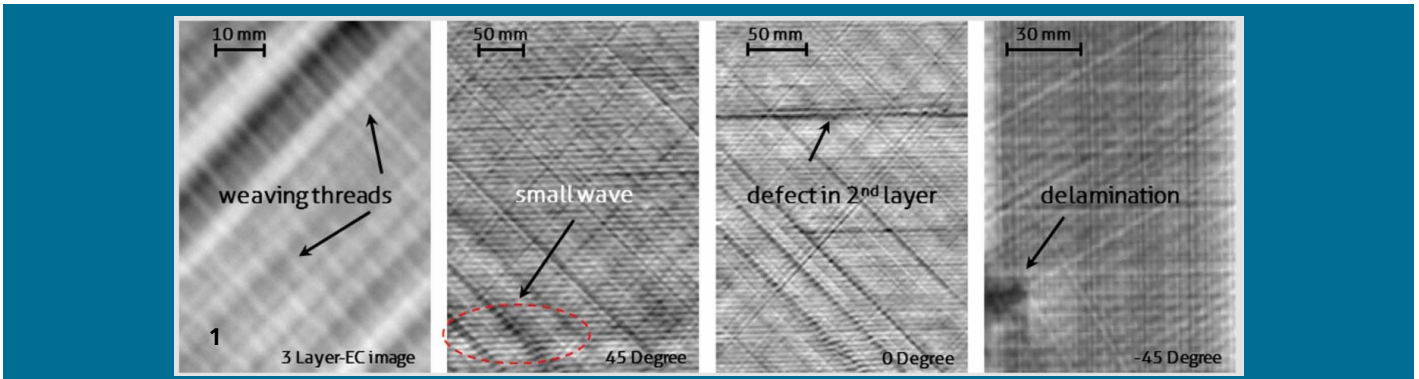 10 mm
weaving threads
1
3 Layer-EC image
50 mm
small wave
45 Degree
50 mm
defect in 2nd layer
0 Degree
30 mm
delamination
-45 Degree